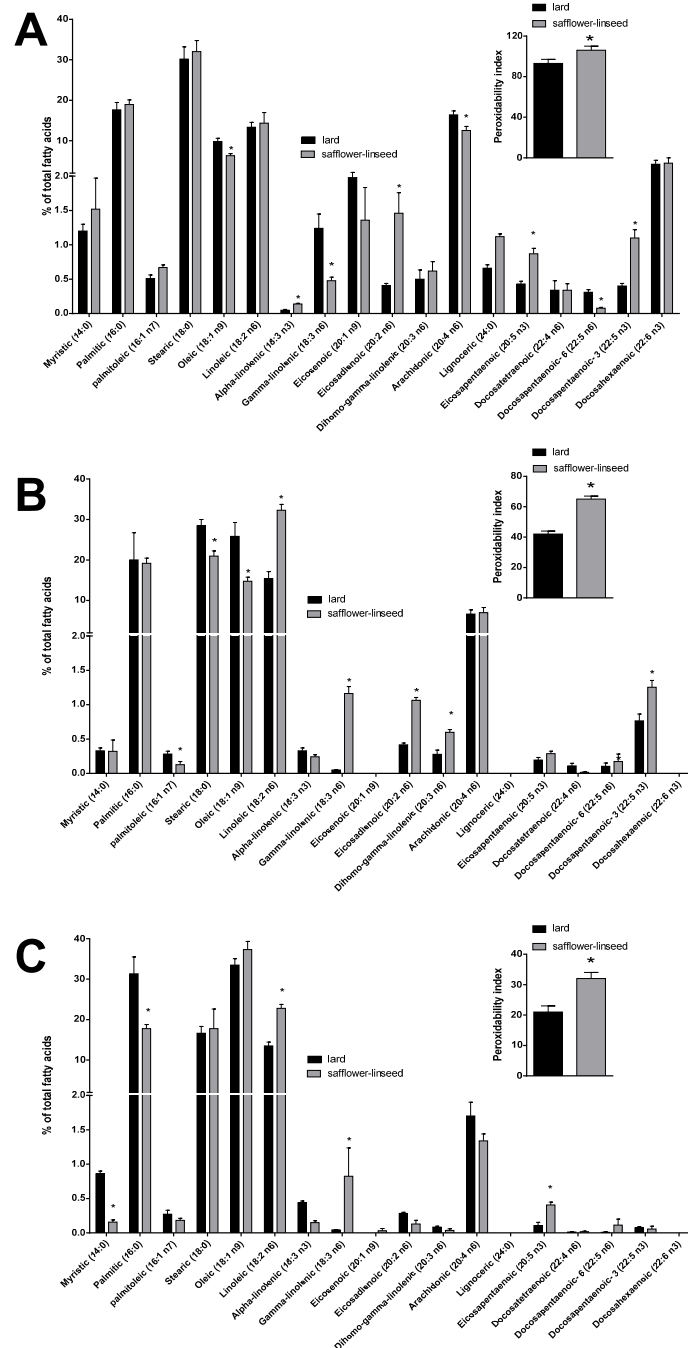 A
lard
safflower-linseed
Peroxidability index
120
80
40
0
*
% of total fatty acids
40
30
20
10
2.0
1.5
1.0
0.5
0.0
lard
safflower-linseed
* * * * * * * *
Myristic (14:0)
Palmitic (16:0)
palmitoleic (16:1 n7)
Stearic (18:0)
Oleic (18:1 n9)
Linoleic (18:2 n6)
Alpha-linolenic (18:3 n3)
Gamma-linolenic (18:3 n6)
Eicosenoic (20:1 n9)
Eicosadienoic (20:2 n6)
Dihomo-gamma-linolenic (20:3 n6)
Arachidonic (20:4 n6)
Lignoceric (24:0)
Eicosapentaenoic (20:5 n3)
Docosatetraenoic (22:4 n6)
Docosapentaenoic- 6 (22:5 n6)
Docosapentaenoic- 3 (22:5 n3)
Docosahexaenoic (22:6 n3)
B
lard
safflower-linseed
Peroxidability index
80
60
40
20
0
*
% of total fatty acids
40
30
20
10
2.0
1.5
1.0
0.5
0.0
lard
safflower-linseed
* * * * * * * * *
Myristic (14:0)
Palmitic (16:0)
palmitoleic (16:1 n7)
Stearic (18:0)
Oleic (18:1 n9)
Linoleic (18:2 n6)
Alpha-linolenic (18:3 n3)
Gamma-linolenic (18:3 n6)
Eicosenoic (20:1 n9)
Eicosadienoic (20:2 n6)
Dihomo-gamma-linolenic (20:3 n6)
Arachidonic (20:4 n6)
Lignoceric (24:0)
Eicosapentaenoic (20:5 n3)
Docosatetraenoic (22:4 n6)
Docosapentaenoic- 6 (22:5 n6)
Docosapentaenoic- 3 (22:5 n3)
Docosahexaenoic (22:6 n3)
C
lard
safflower-linseed
Peroxidability index
40
30
20
10
0
*
% of total fatty acids
40
30
20
10
2.0
1.5
1.0
0.5
0.0
lard
safflower-linseed
* * * * *
Myristic (14:0)
Palmitic (16:0)
palmitoleic (16:1 n7)
Stearic (18:0)
Oleic (18:1 n9)
Linoleic (18:2 n6)
Alpha-linolenic (18:3 n3)
Gamma-linolenic (18:3 n6)
Eicosenoic (20:1 n9)
Eicosadienoic (20:2 n6)
Dihomo-gamma-linolenic (20:3 n6)
Arachidonic (20:4 n6)
Lignoceric (24:0)
Eicosapentaenoic (20:5 n3)
Docosatetraenoic (22:4 n6)
Docosapentaenoic- 6 (22:5 n6)
Docosapentaenoic- 3 (22:5 n3)
Docosahexaenoic (22:6 n3)